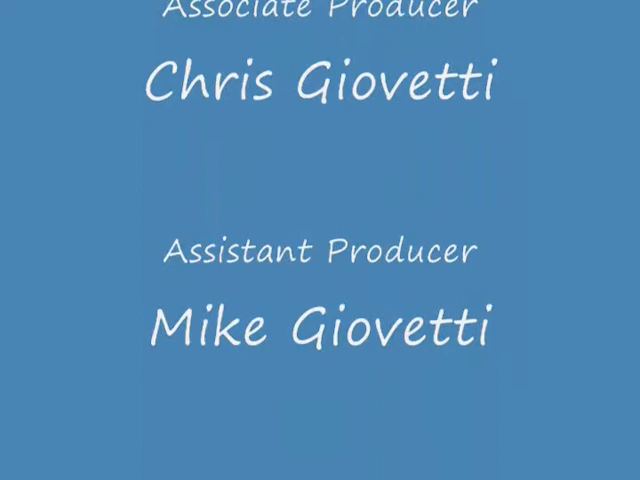 Associate Producer
Chris Giovetti
Assistant Producer
Mike Giovetti